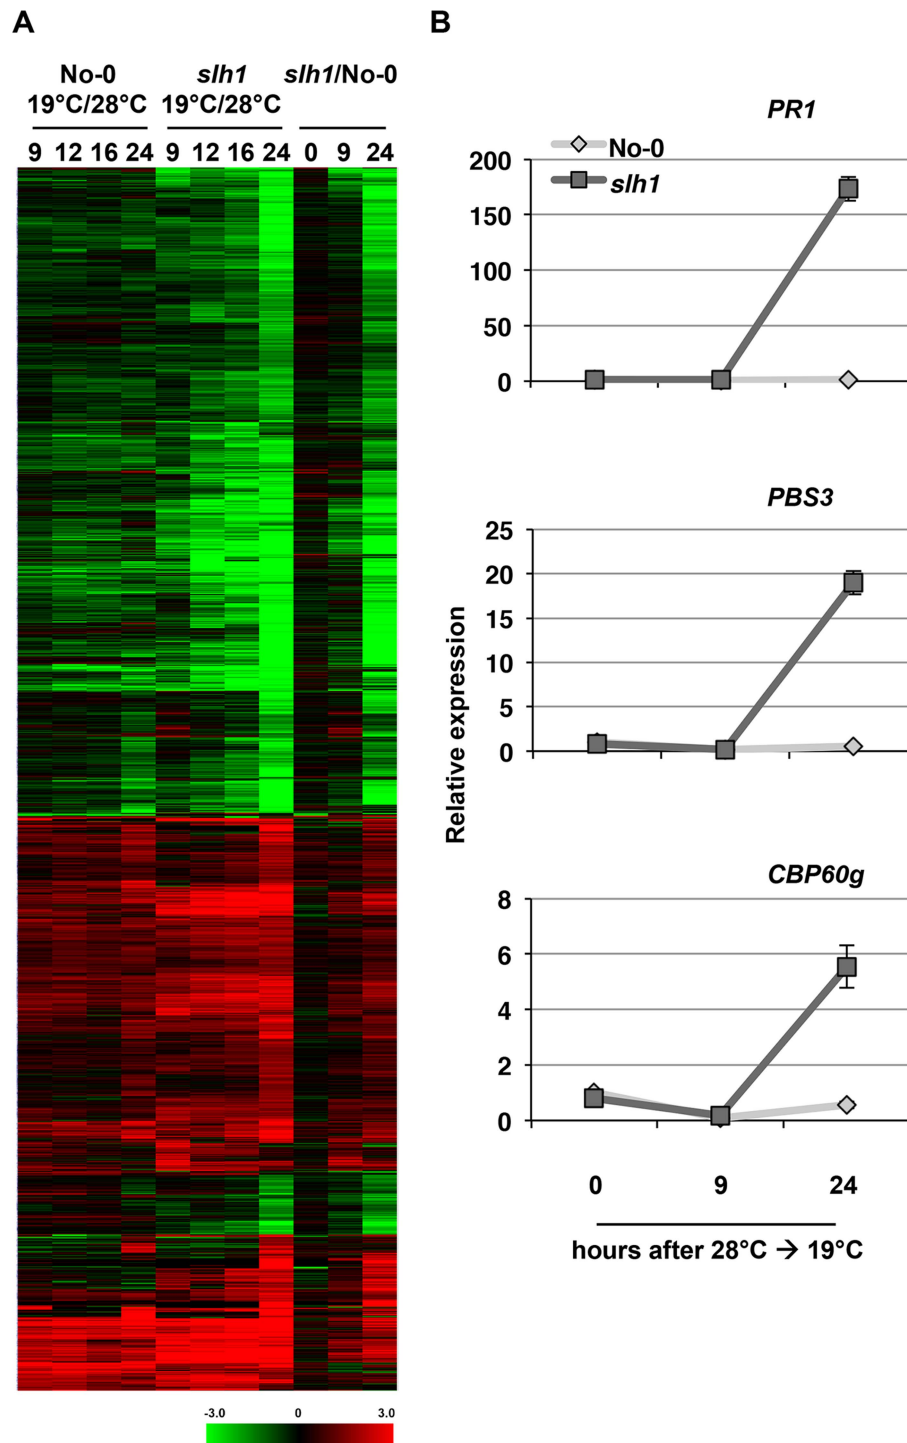 A
No-0
19°C/28°C
slh1
19°C/28°C
slh1/No-0
9 12 16 24 9 12 16 24 0 9 24
-3.0 0 3.0
B
Relative expression
PR1
No-0
slh1
200
150
100
50
0
PBS3
25
20
15
10
5
0
CBP60g
8
6
4
2
0
0 9 24
hours after 28°C → 19°C